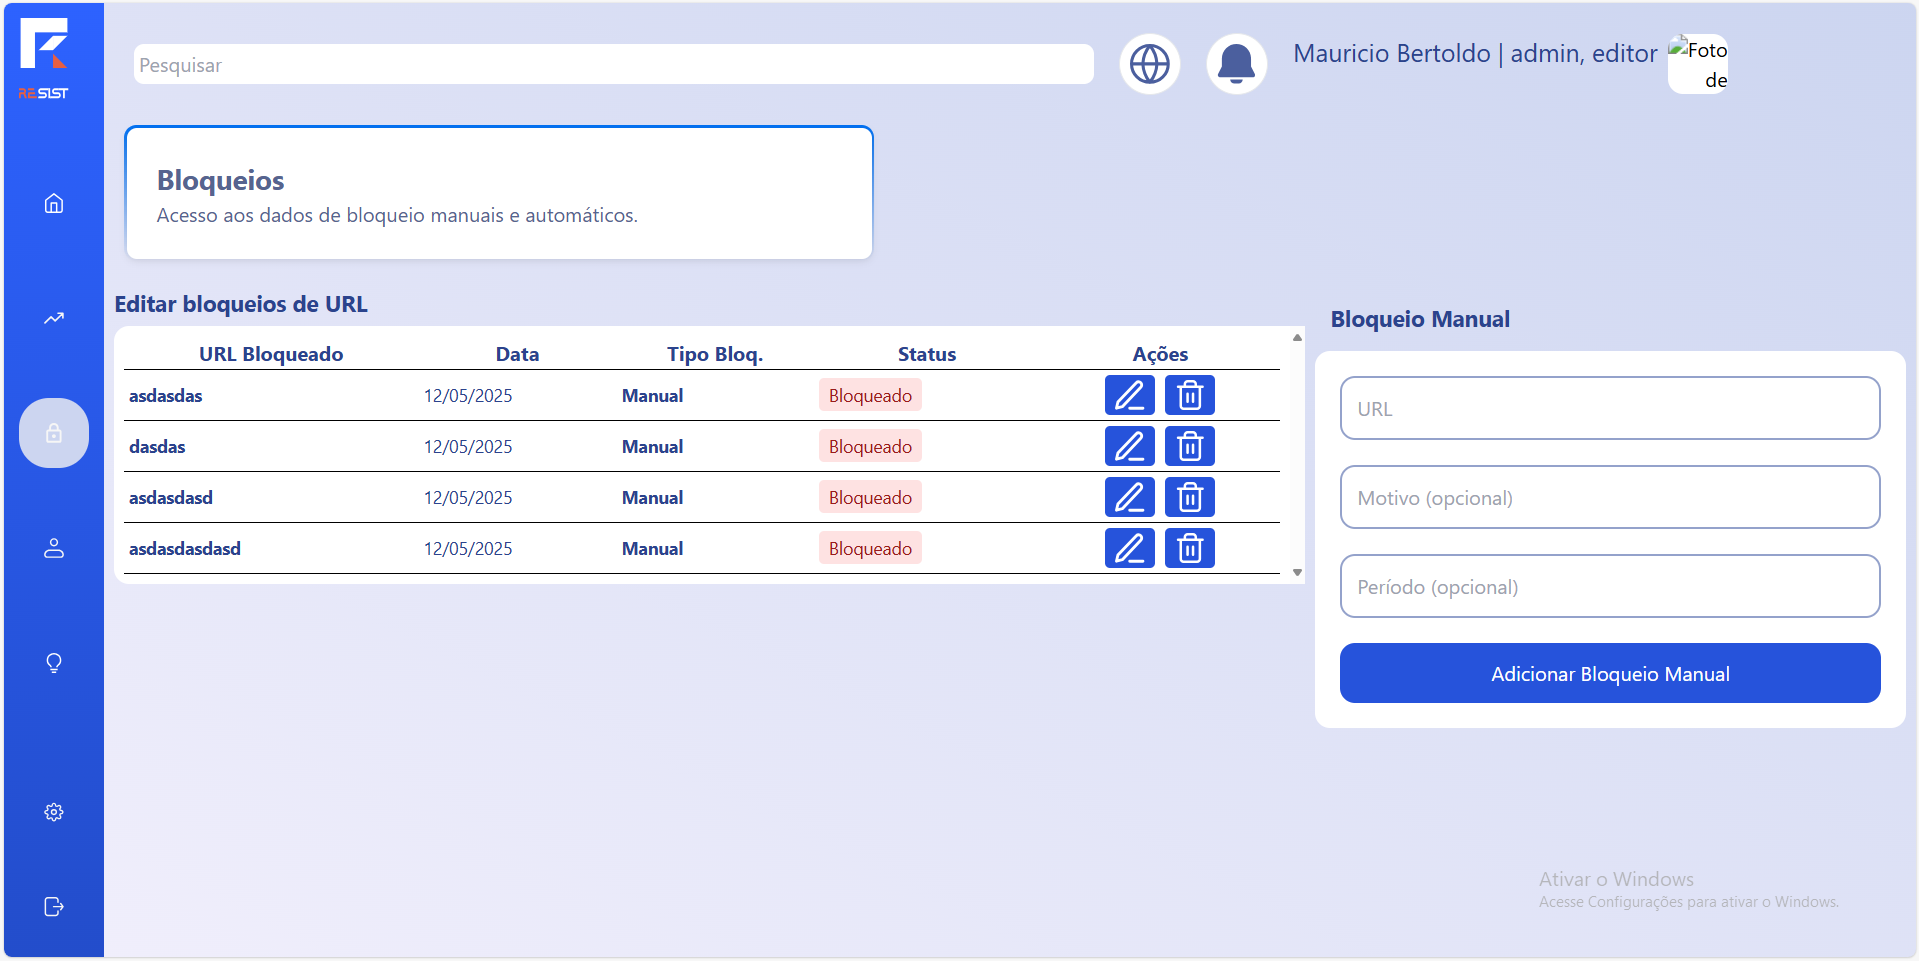 RE.SIST
Pesquisar
Mauricio Bertoldo | admin, editor
Foto
de
Bloqueios
Acesso aos dados de bloqueio manuais e automáticos.
Editar bloqueios de URL
URL Bloqueado Data Tipo Bloq. Status Ações
asdasdas 12/05/2025 Manual Bloqueado
dasdas 12/05/2025 Manual Bloqueado
asdasdasd 12/05/2025 Manual Bloqueado
asdasdasdasd 12/05/2025 Manual Bloqueado
Bloqueio Manual
URL
Motivo (opcional)
Período (opcional)
Adicionar Bloqueio Manual
Ativar o Windows
Acesse Configurações para ativar o Windows.